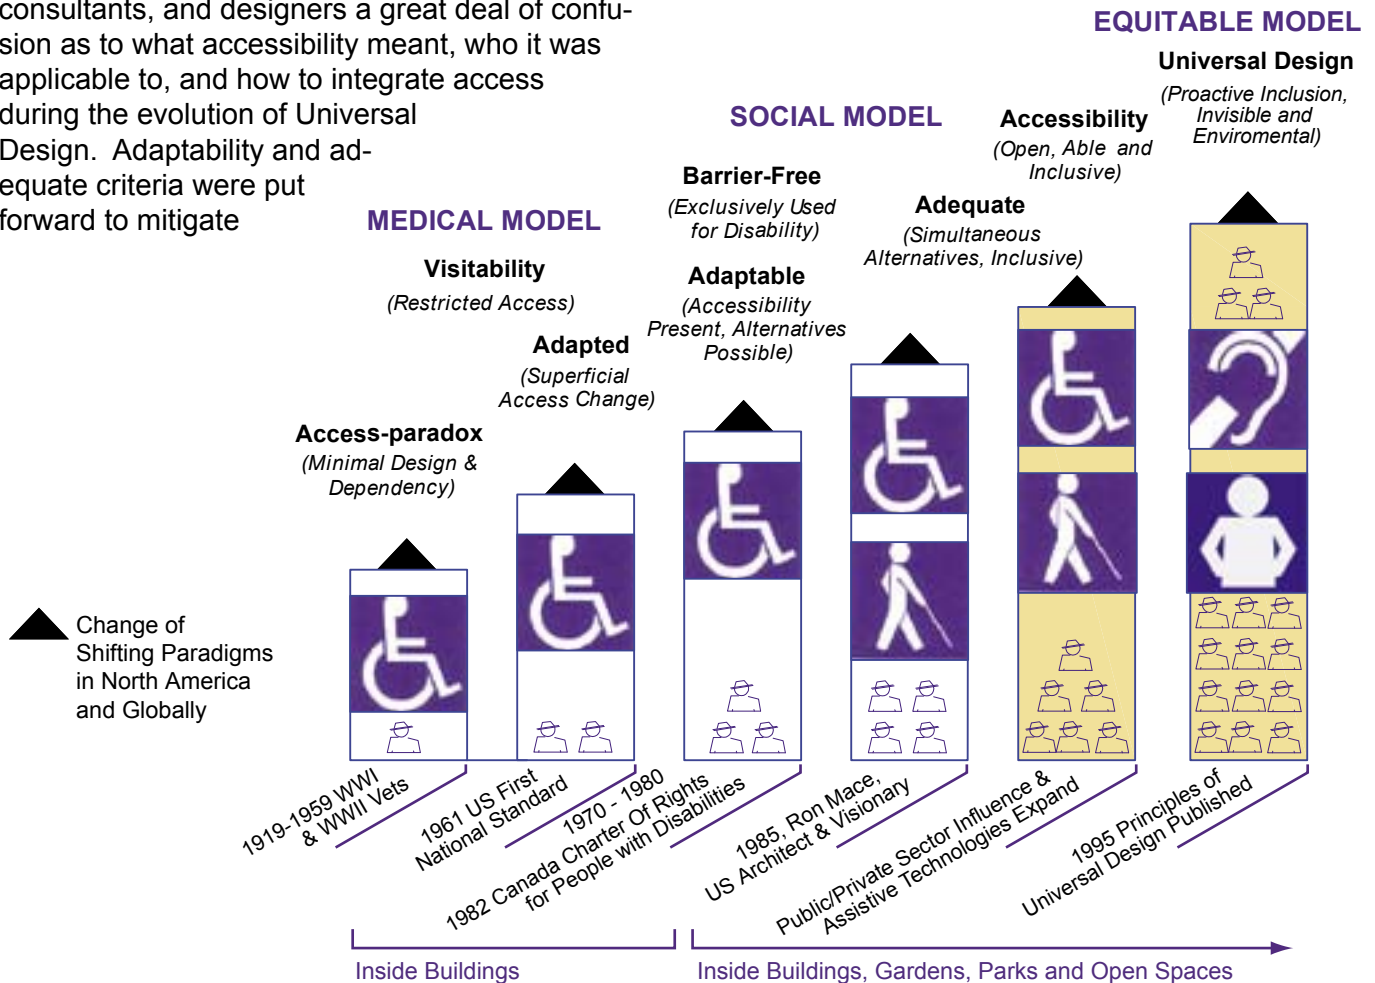 consultants, and designers a great deal of confu-
sion as to what accessibility meant, who it was
applicable to, and how to integrate access
during the evolution of Universal
Design.  Adaptability and ad-
equate criteria were put
forward to mitigate
EQUITABLE MODEL
Universal Design
(Proactive Inclusion,
Invisible and
Enviromental)
SOCIAL MODEL
Accessibility
(Open, Able and
Inclusive)
Barrier-Free
(Exclusively Used
for Disability)
Adequate
(Simultaneous
Alternatives, Inclusive)
MEDICAL MODEL
Visitability
(Restricted Access)
Adaptable
(Accessibility
Present, Alternatives
Possible)
Adapted
(Superficial
Access Change)
Access-paradox
(Minimal Design &
Dependency)
Change of
Shifting Paradigms
in North America
and Globally
1919-1959 WWI
& WWII Vets
1961 US First
National Standard
1970 - 1980
1982 Canada Charter Of Rights
for People with Disabilities
1985, Ron Mace,
US Architect & Visionary
Public/Private Sector Influence &
Assistive Technologies Expand
1995 Principles of
Universal Design Published
Inside Buildings
Inside Buildings, Gardens, Parks and Open Spaces